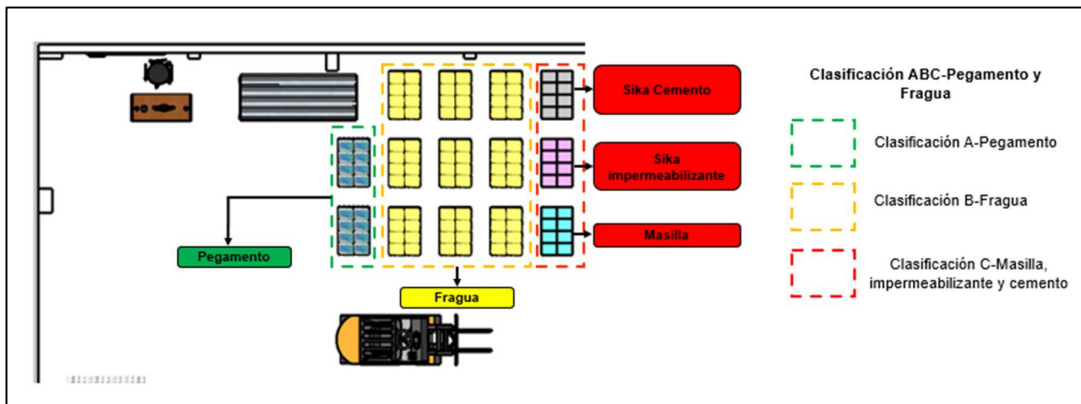 Sika Cemento
Sika
impermeabilizante
Masilla
Pegamento
Fragua
Clasificación ABC-Pegamento y
Fragua
Clasificación A-Pegamento
Clasificación B-Fragua
Clasificación C-Masilla,
impermeabilizante y cemento